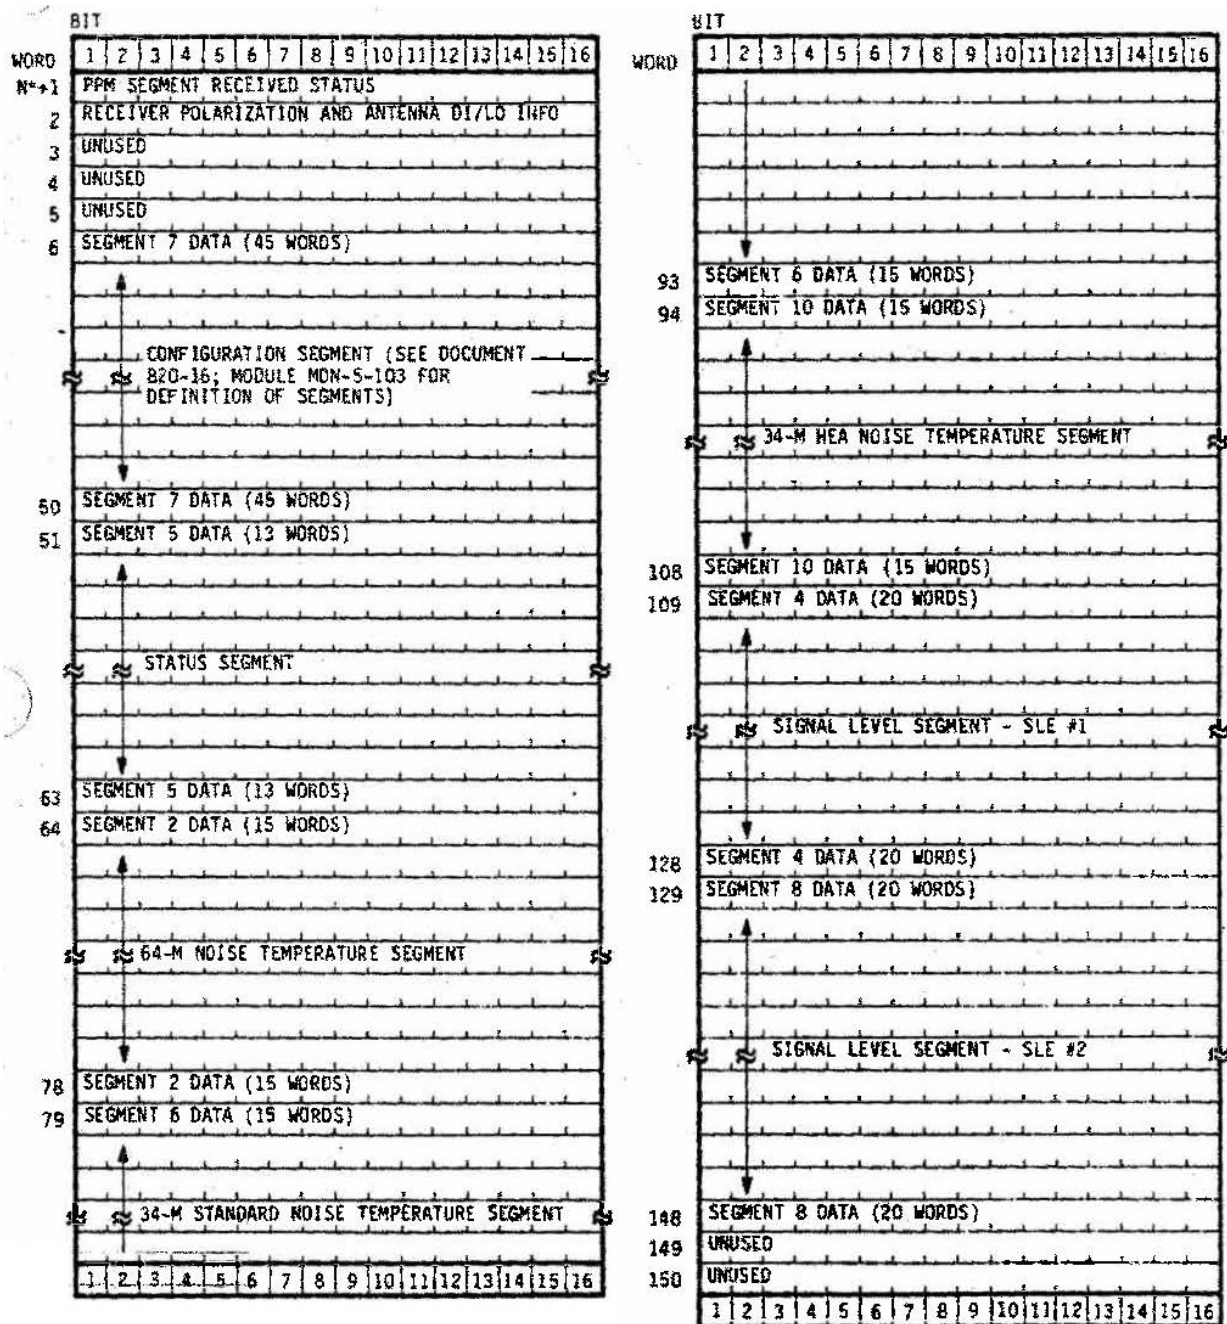 BIT
WORD 1 2 3 4 5 6 7 8 9 10 11 12 13 14 15 16
N*+1 PPM SEGMENT RECEIVED STATUS
2 RECEIVER POLARIZATION AND ANTENNA DI/LO INFO
3 UNUSED
4 UNUSED
5 UNUSED
6 SEGMENT 7 DATA (45 WORDS)
CONFIGURATION SEGMENT (SEE DOCUMENT
820-16; MODULE MON-5-103 FOR
DEFINITION OF SEGMENTS)
50 SEGMENT 7 DATA (45 WORDS)
51 SEGMENT 5 DATA (13 WORDS)
STATUS SEGMENT
63 SEGMENT 5 DATA (13 WORDS)
64 SEGMENT 2 DATA (15 WORDS)
64-M NOISE TEMPERATURE SEGMENT
78 SEGMENT 2 DATA (15 WORDS)
79 SEGMENT 6 DATA (15 WORDS)
34-M STANDARD NOISE TEMPERATURE SEGMENT
1 2 3 4 5 6 7 8 9 10 11 12 13 14 15 16
BIT
WORD 1 2 3 4 5 6 7 8 9 10 11 12 13 14 15 16
93 SEGMENT 6 DATA (15 WORDS)
94 SEGMENT 10 DATA (15 WORDS)
34-M HEA NOISE TEMPERATURE SEGMENT
108 SEGMENT 10 DATA (15 WORDS)
109 SEGMENT 4 DATA (20 WORDS)
SIGNAL LEVEL SEGMENT - SLE #1
128 SEGMENT 4 DATA (20 WORDS)
129 SEGMENT 8 DATA (20 WORDS)
SIGNAL LEVEL SEGMENT - SLE #2
148 SEGMENT 8 DATA (20 WORDS)
149 UNUSED
150 UNUSED
1 2 3 4 5 6 7 8 9 10 11 12 13 14 15 16